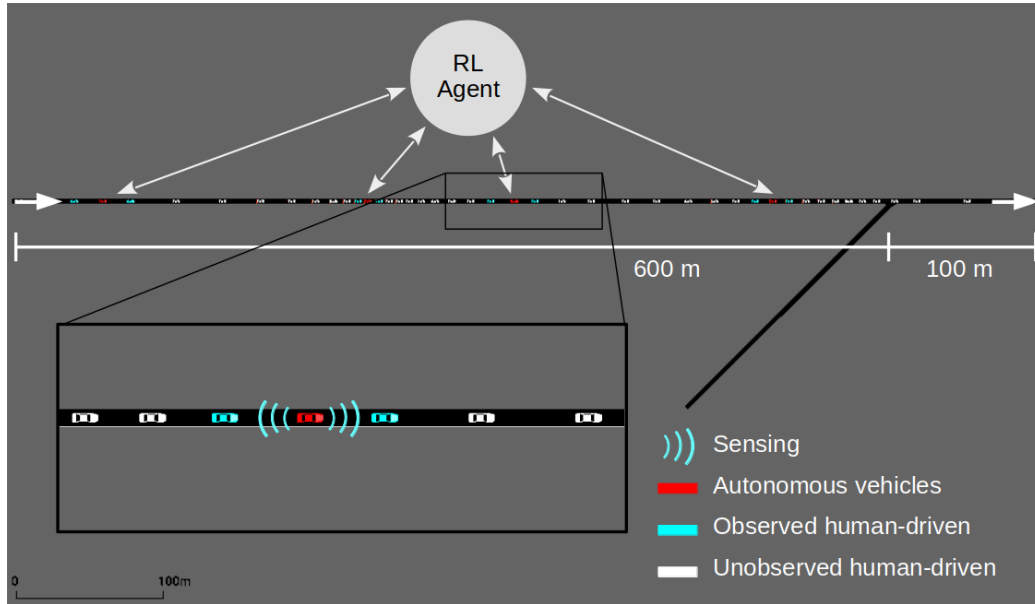 RL
Agent
600 m
100 m
Sensing
Autonomous vehicles
Observed human-driven
Unobserved human-driven
0
100m